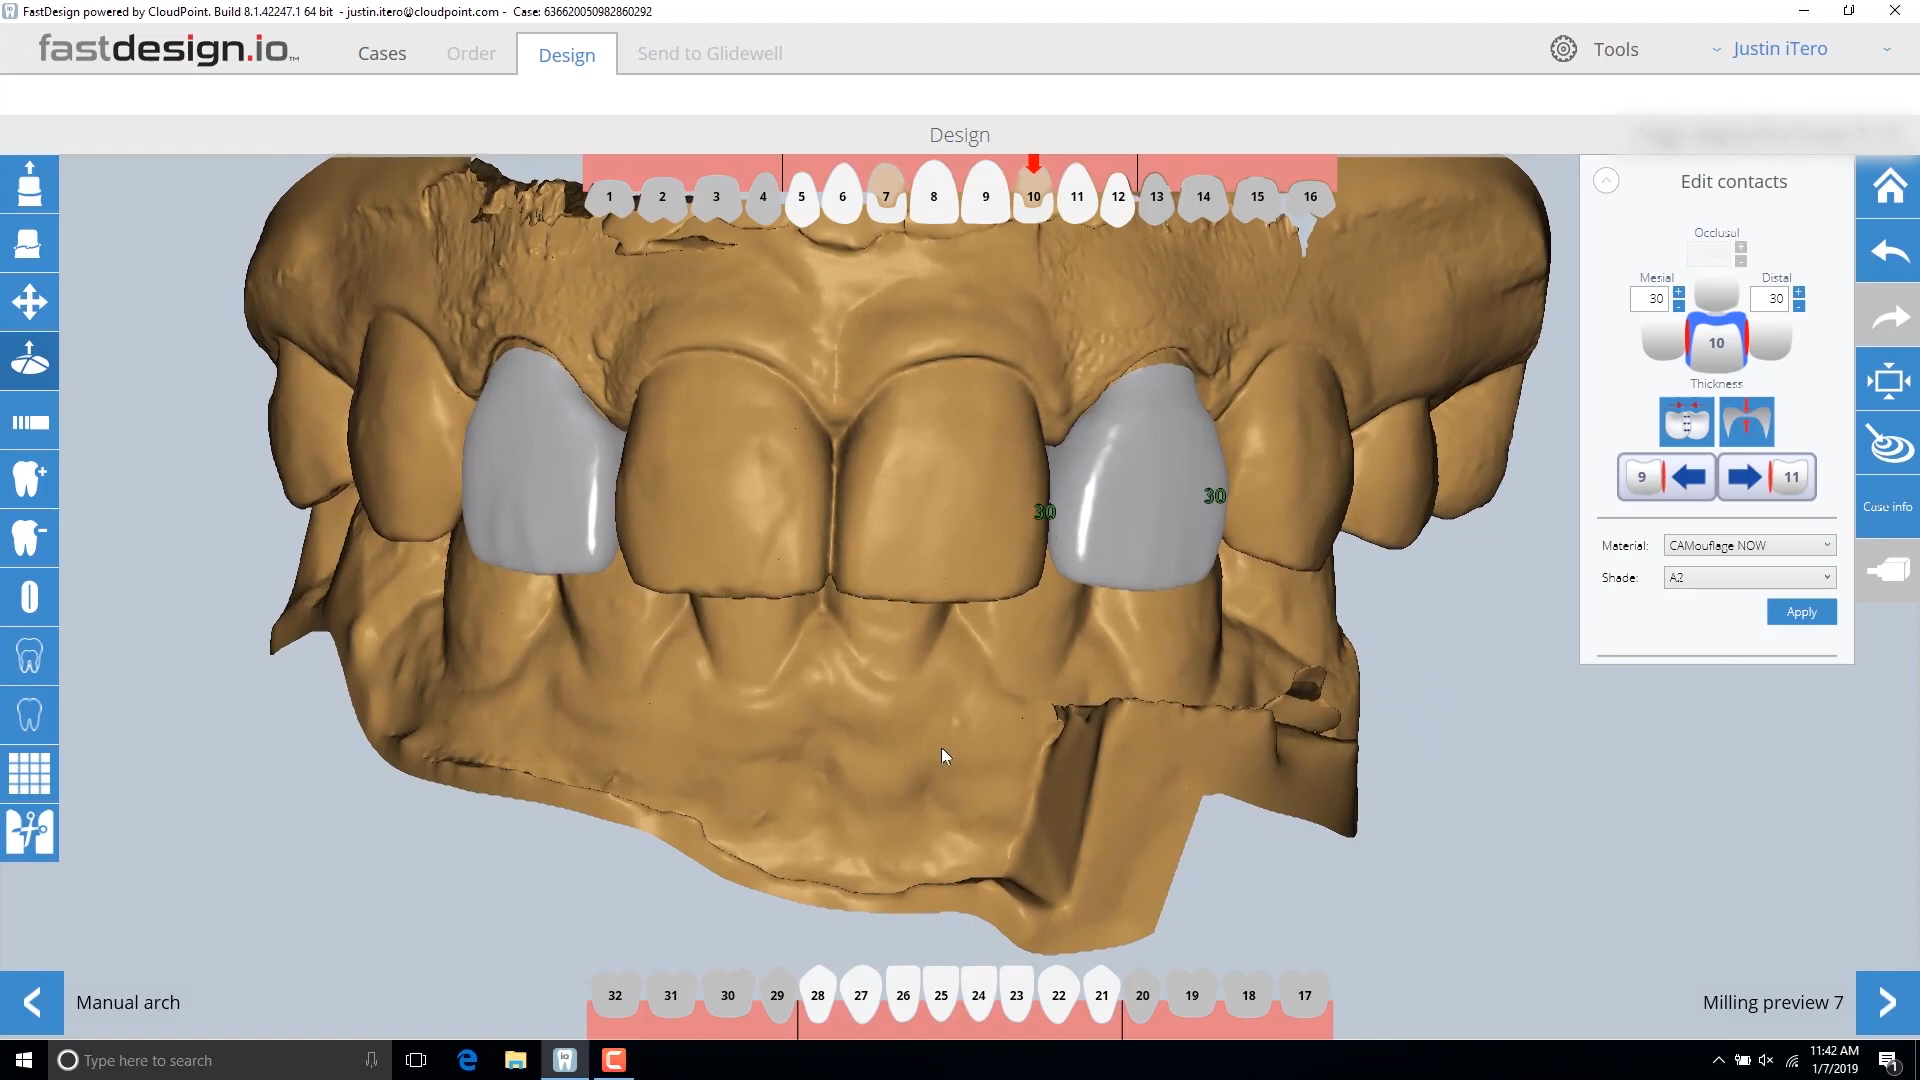 FastDesign powered by CloudPoint. Build 8.1.42247.1 64 bit - justin.itero@cloudpoint.com - Case: 636620050982860292
fastdesign.io™
Cases
Order
Design
Send to Glidewell
Tools
Justin iTero
Design
1 2 3 4 5 6 7 8 9 10 11 12 13 14 15 16
Edit contacts
Occlusal
Mesial
Distal
30
+
-
30
+
-
10
Thickness
9
11
30
30
Case info
Material: CAMouflage NOW
Shade: A2
Apply
Manual arch
32 31 30 29 28 27 26 25 24 23 22 21 20 19 18 17
Milling preview 7
Type here to search
11:42 AM
1/7/2019